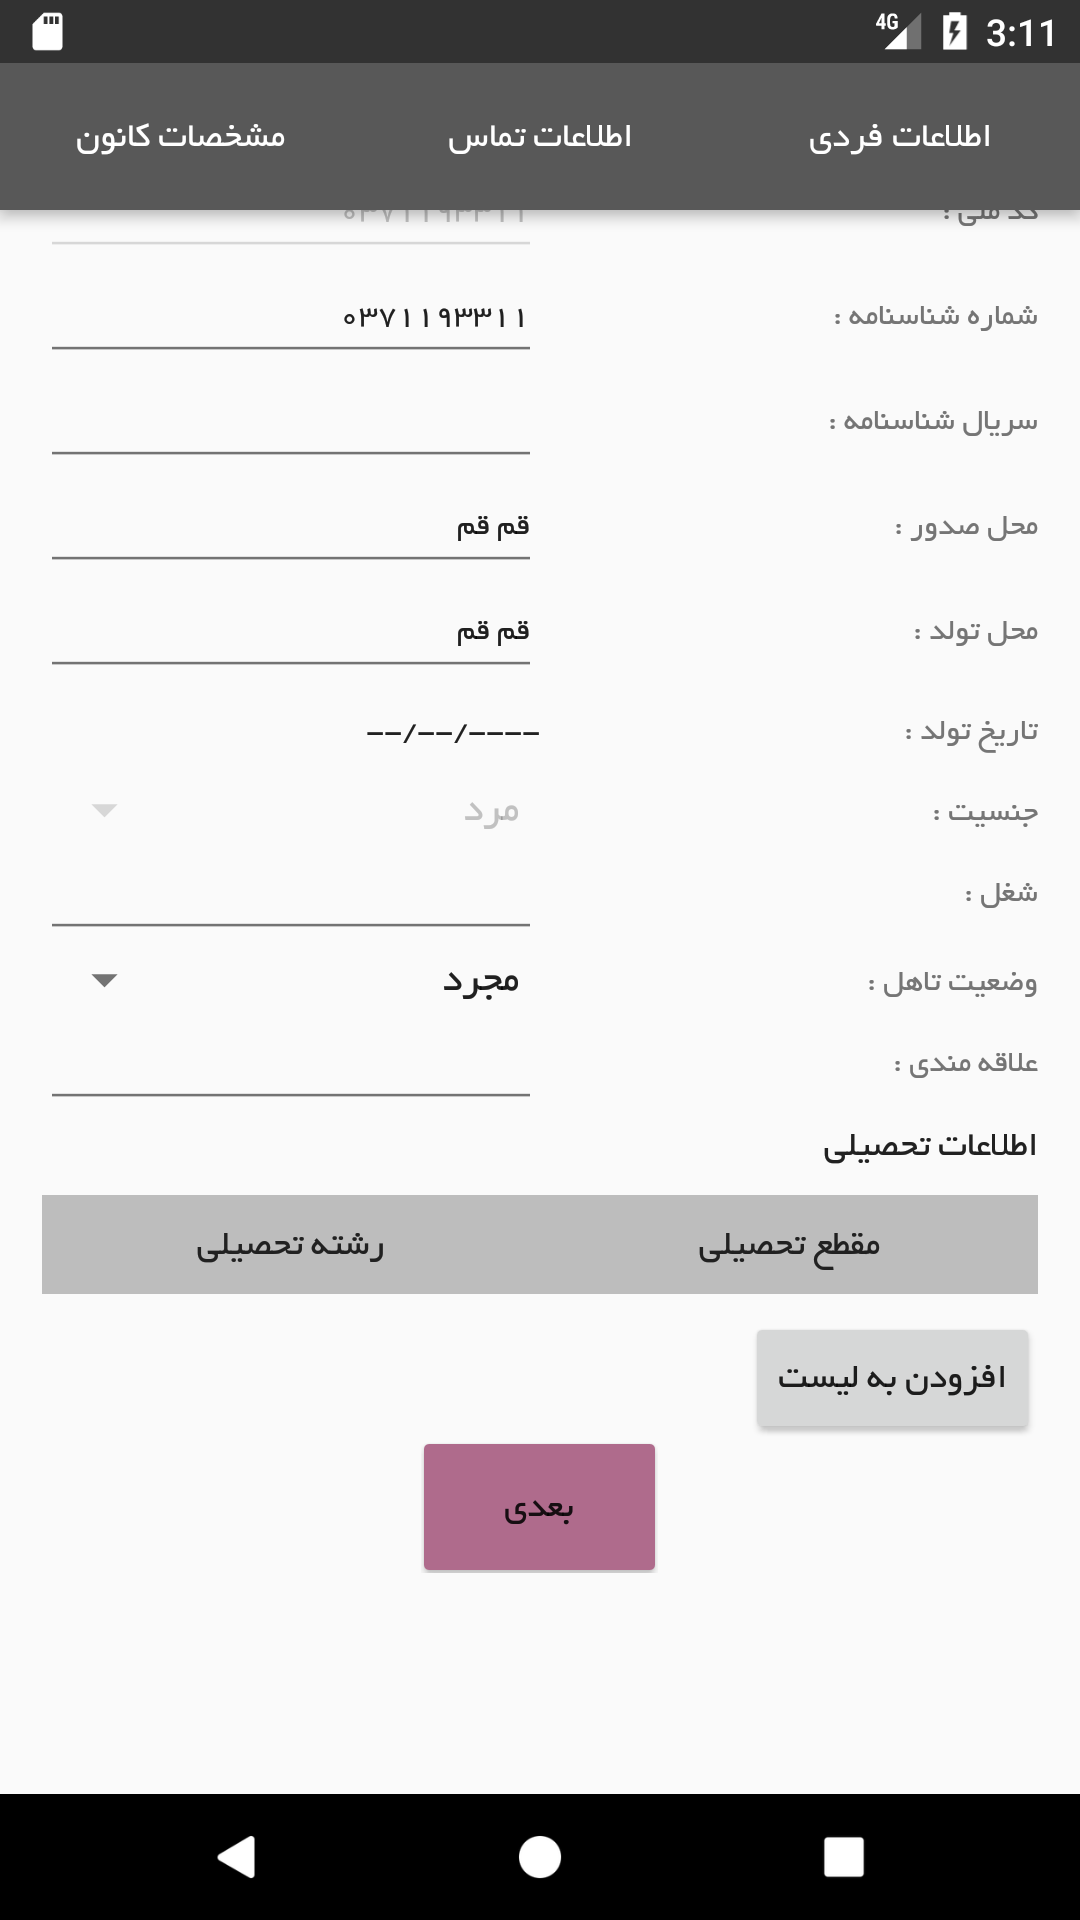 4G 3:11
اطلاعات فردی
اطلاعات تماس
مشخصات کانون
کد ملی : ۰۳۷۱۱۹۳۳۱۱
شماره شناسنامه : ۰۳۷۱۱۹۳۳۱۱
سریال شناسنامه :
محل صدور : قم قم
محل تولد : قم قم
تاریخ تولد : ----/--/--
جنسیت : مرد
شغل :
وضعیت تاهل : مجرد
علاقه مندی :
اطلاعات تحصیلی
مقطع تحصیلی رشته تحصیلی
افزودن به لیست
بعدی